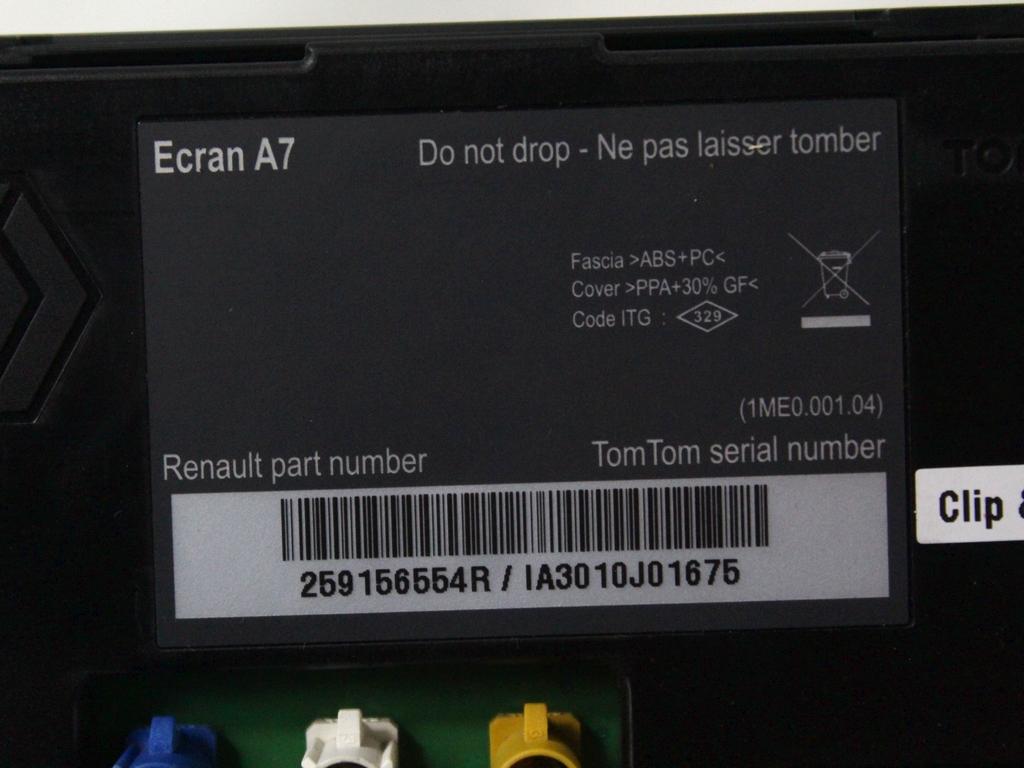 Ecran A7
Do not drop - Ne pas laisser tomber
Fascia >ABS+PC<
Cover >PPA+30% GF<
Code ITG : 329
(1ME0.001.04)
Renault part number
TomTom serial number
259156554R / IA3010J01675
Clip